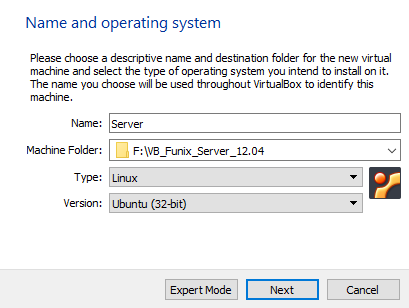 Name and operating system
Please choose a descriptive name and destination folder for the new virtual
machine and select the type of operating system you intend to install on it.
The name you choose will be used throughout VirtualBox to identify this
machine.
Name: Server
Machine Folder: F:\VB_Funix_Server_12.04
Type: Linux
Version: Ubuntu (32-bit)
Expert Mode Next Cancel